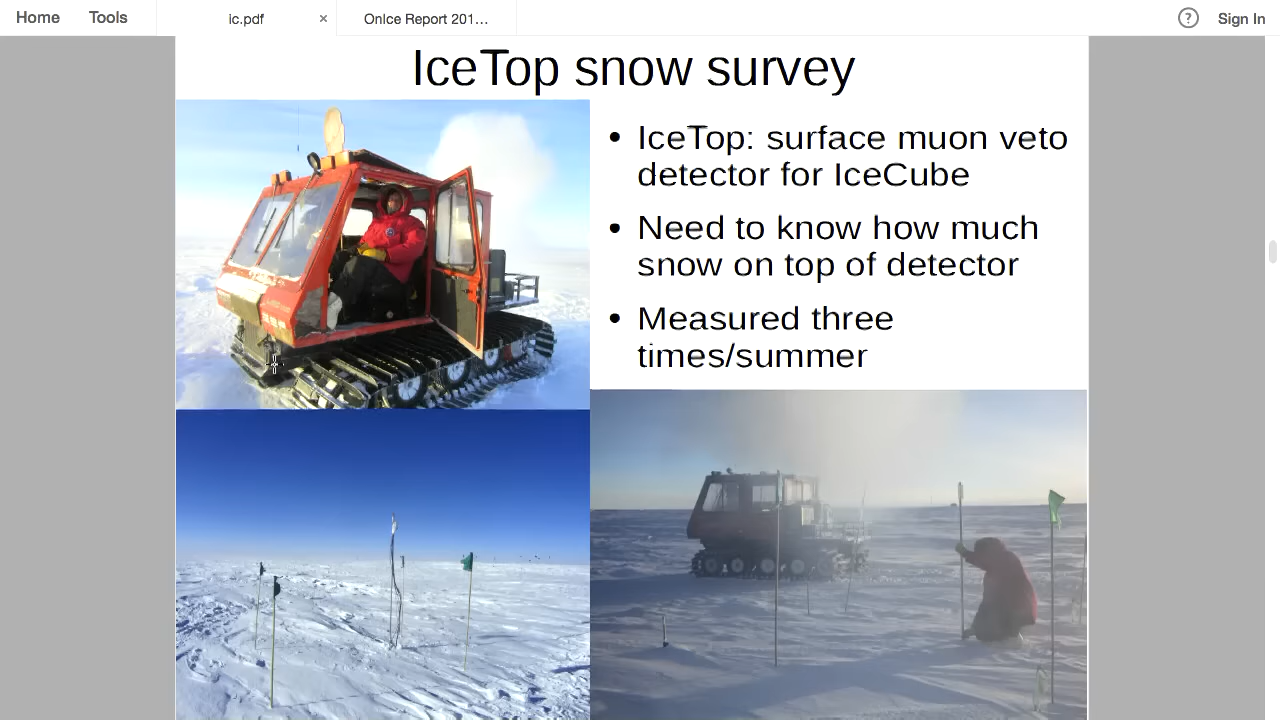 Home Tools ic.pdf × OnIce Report 201... ? Sign In
IceTop snow survey
• IceTop: surface muon veto
detector for IceCube
• Need to know how much
snow on top of detector
• Measured three
times/summer